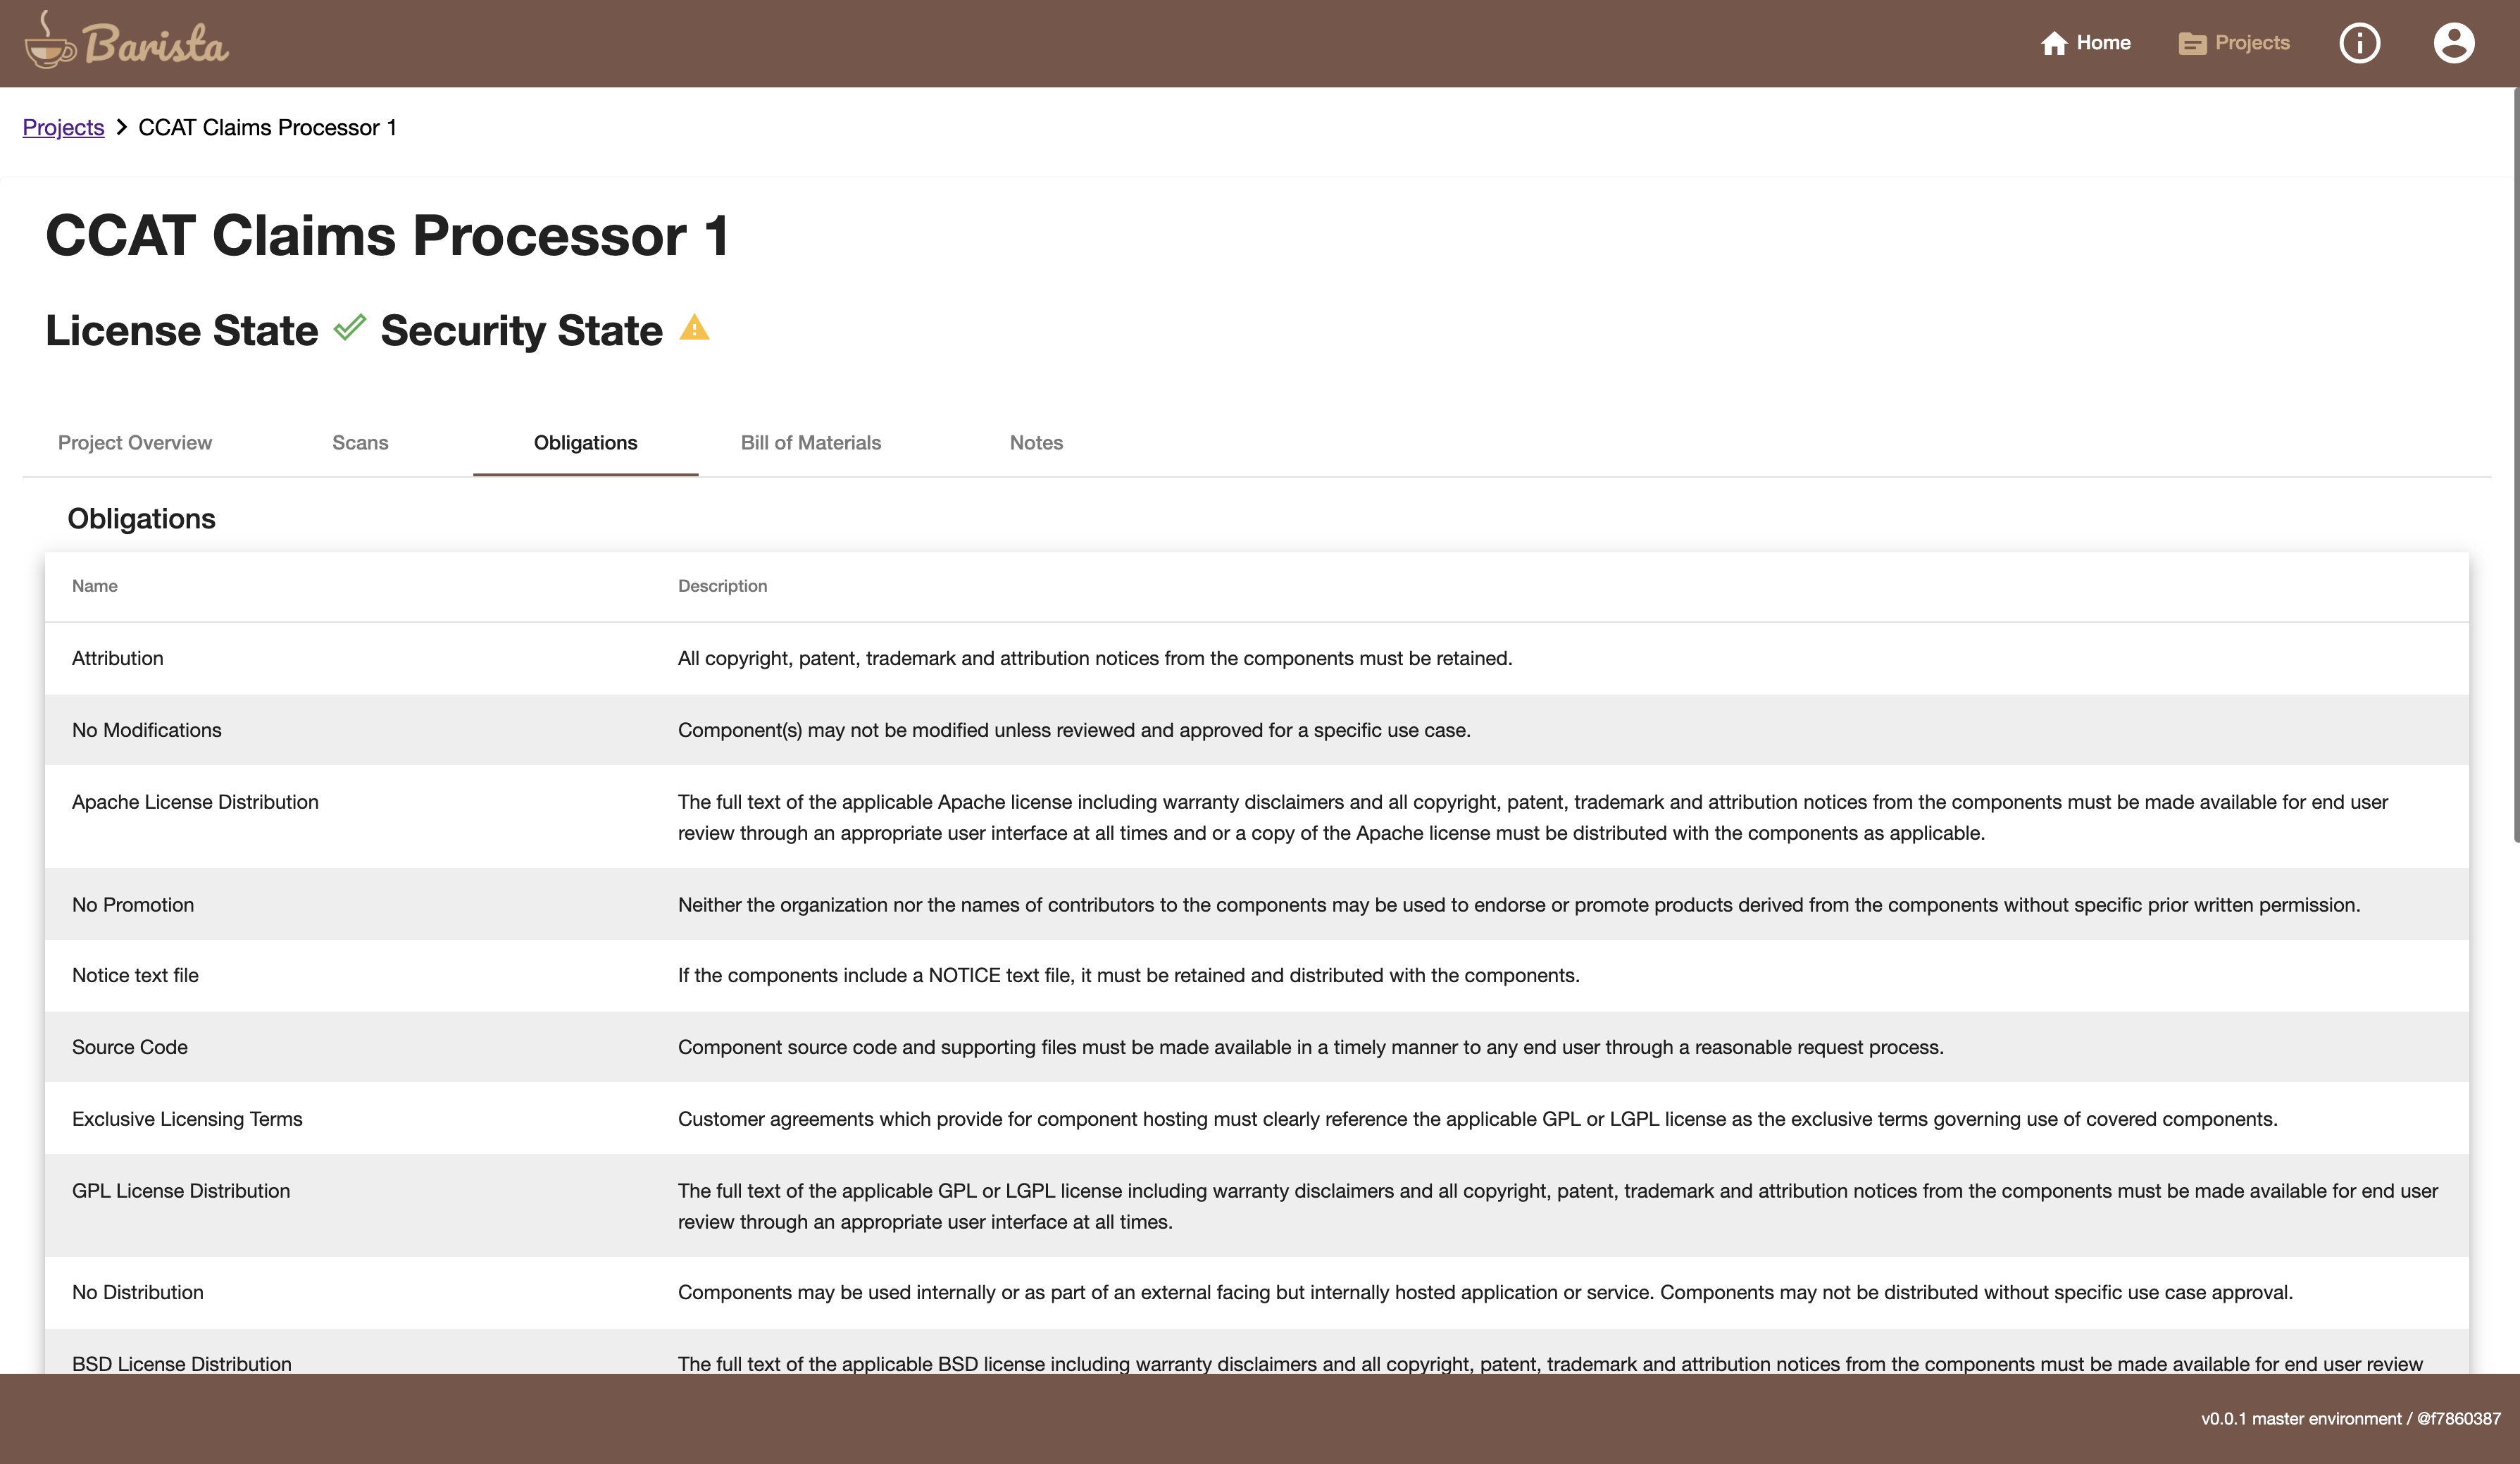 Barista
Home
Projects
Projects
CCAT Claims Processor 1
CCAT Claims Processor 1
License State
Security State
Project Overview
Scans
Obligations
Bill of Materials
Notes
Obligations
Name
Description
Attribution
All copyright, patent, trademark and attribution notices from the components must be retained.
No Modifications
Component(s) may not be modified unless reviewed and approved for a specific use case.
Apache License Distribution
The full text of the applicable Apache license including warranty disclaimers and all copyright, patent, trademark and attribution notices from the components must be made available for end user
review through an appropriate user interface at all times and or a copy of the Apache license must be distributed with the components as applicable.
No Promotion
Neither the organization nor the names of contributors to the components may be used to endorse or promote products derived from the components without specific prior written permission.
Notice text file
If the components include a NOTICE text file, it must be retained and distributed with the components.
Source Code
Component source code and supporting files must be made available in a timely manner to any end user through a reasonable request process.
Exclusive Licensing Terms
Customer agreements which provide for component hosting must clearly reference the applicable GPL or LGPL license as the exclusive terms governing use of covered components.
GPL License Distribution
The full text of the applicable GPL or LGPL license including warranty disclaimers and all copyright, patent, trademark and attribution notices from the components must be made available for end user
review through an appropriate user interface at all times.
No Distribution
Components may be used internally or as part of an external facing but internally hosted application or service. Components may not be distributed without specific use case approval.
BSD License Distribution
The full text of the applicable BSD license including warranty disclaimers and all copyright, patent, trademark and attribution notices from the components must be made available for end user review
v0.0.1 master environment / @f7860387